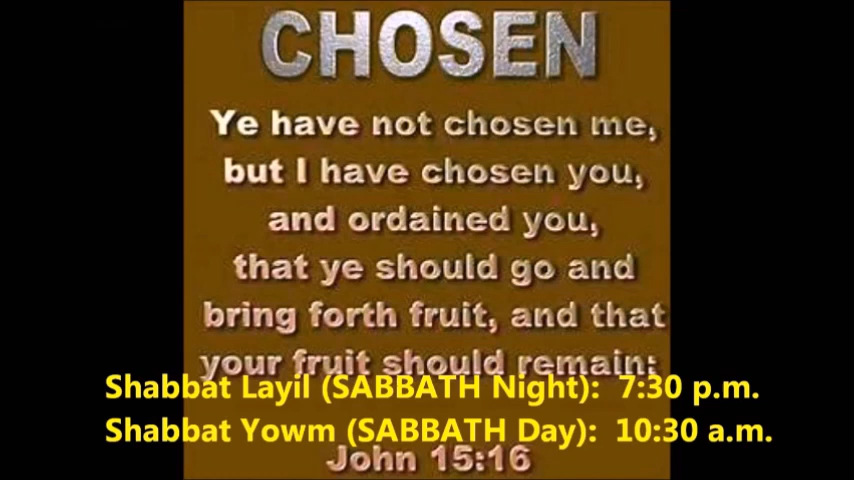 CHOSEN
Ye have not chosen me,
but I have chosen you,
and ordained you,
that ye should go and
bring forth fruit, and that
your fruit should remain:
Shabbat Layil (SABBATH Night): 7:30 p.m.
Shabbat Yowm (SABBATH Day): 10:30 a.m.
John 15:16